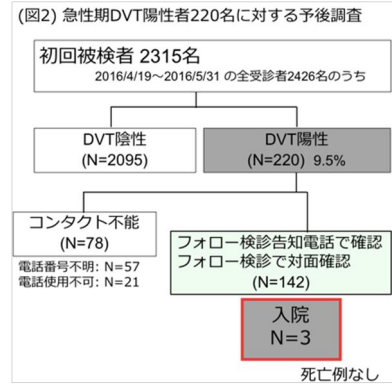 (図2) 急性期DVT陽性者220名に対する予後調査
初回被検者 2315名
2016/4/19〜2016/5/31 の全受診者2426名のうち
DVT陰性
(N=2095)
DVT陽性
(N=220) 9.5%
コンタクト不能
(N=78)
電話番号不明: N=57
電話使用不可: N=21
フォロー検診告知電話で確認
フォロー検診で対面確認
(N=142)
入院
N=3
死亡例なし